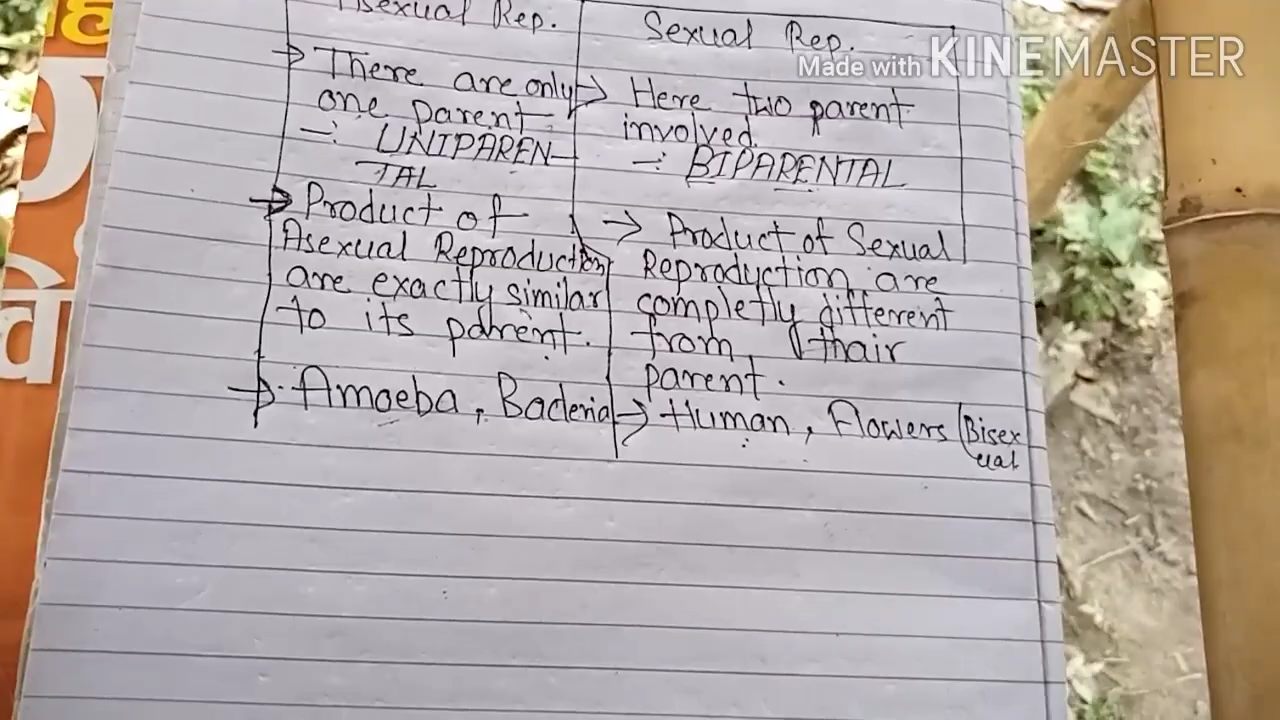 Asexual Rep.
→ There are only
one parent
-: UNIPAREN-
TAL
→ Product of
Asexual Reproduction
are exactly similar
to its parent.
→ Amoeba, Bacteria
Sexual Rep.
→ Here two parent
involved.
-: BIPARENTAL
→ Product of Sexual
Reproduction are
completly different
from thair
parent.
→ Human, Flowers (Bisex
ual
Made with KINEMASTER